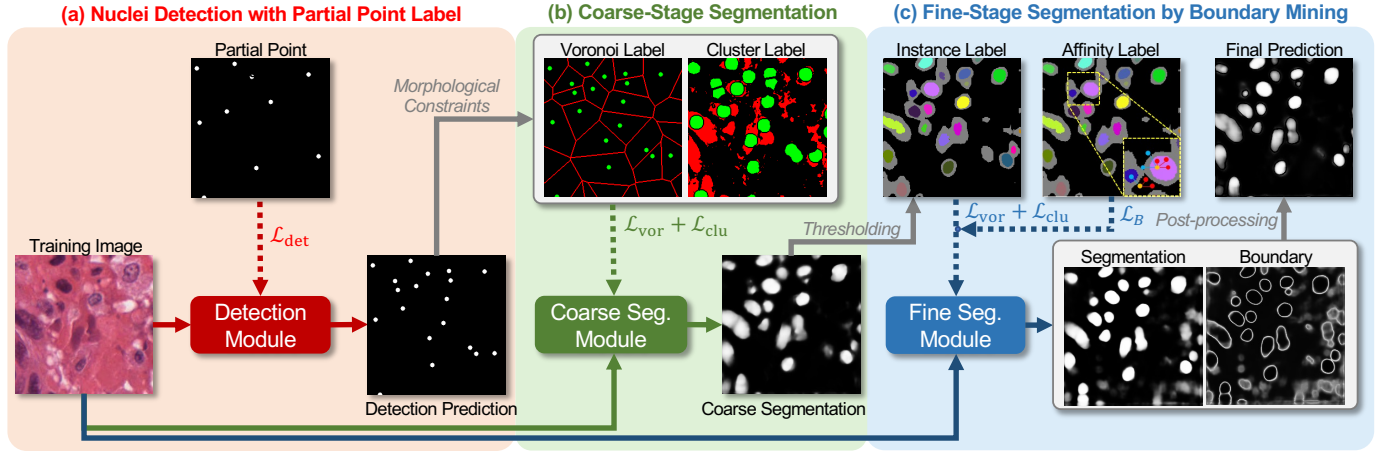 (a) Nuclei Detection with Partial Point Label
Partial Point
ℒdet
Training Image
Detection
Module
Detection Prediction
Morphological
Constraints
(b) Coarse-Stage Segmentation
Voronoi Label
Cluster Label
ℒvor + ℒclu
Coarse Seg.
Module
Coarse Segmentation
Thresholding
(c) Fine-Stage Segmentation by Boundary Mining
Instance Label
Affinity Label
Final Prediction
ℒvor + ℒclu
ℒB
Post-processing
Fine Seg.
Module
Segmentation
Boundary